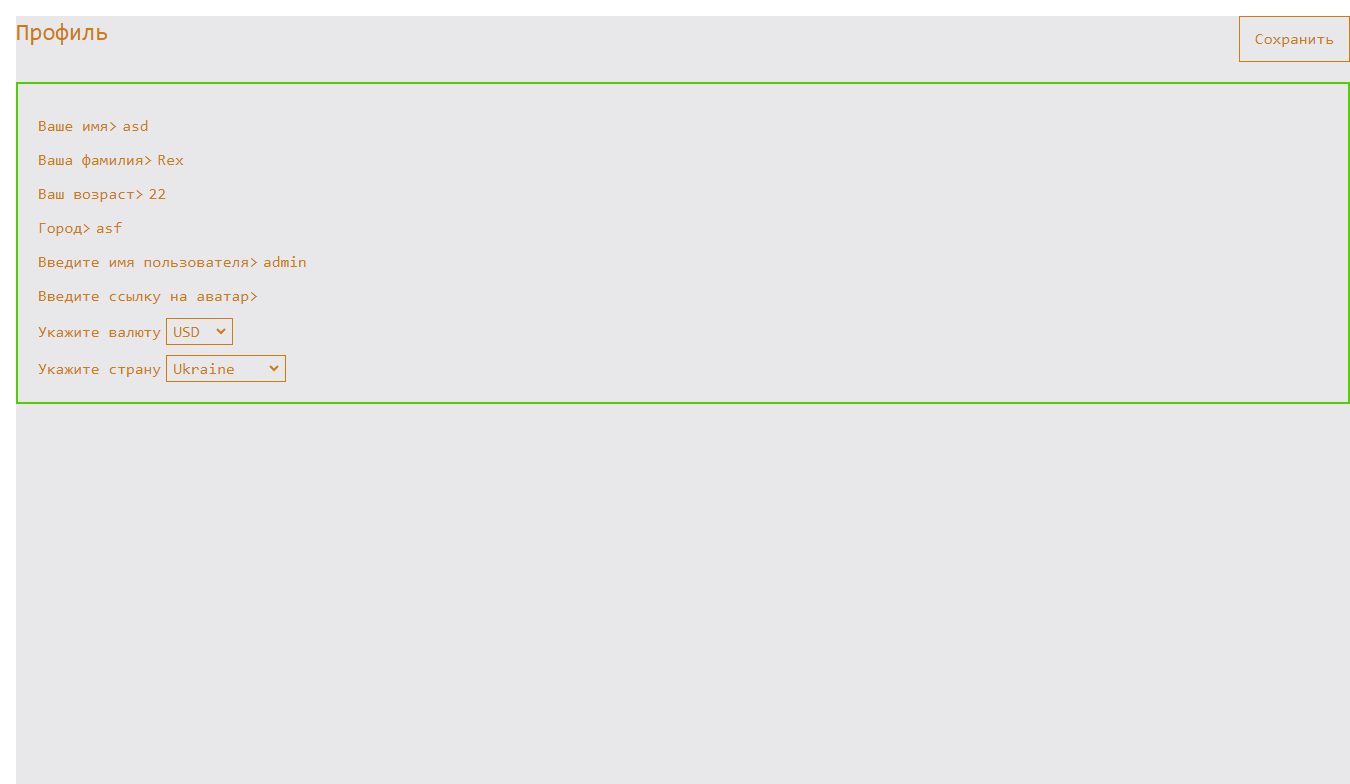 Профиль
Сохранить
Ваше имя> asd
Ваша фамилия> Rex
Ваш возраст> 22
Город> asf
Введите имя пользователя> admin
Введите ссылку на аватар>
Укажите валюту USD
Укажите страну Ukraine